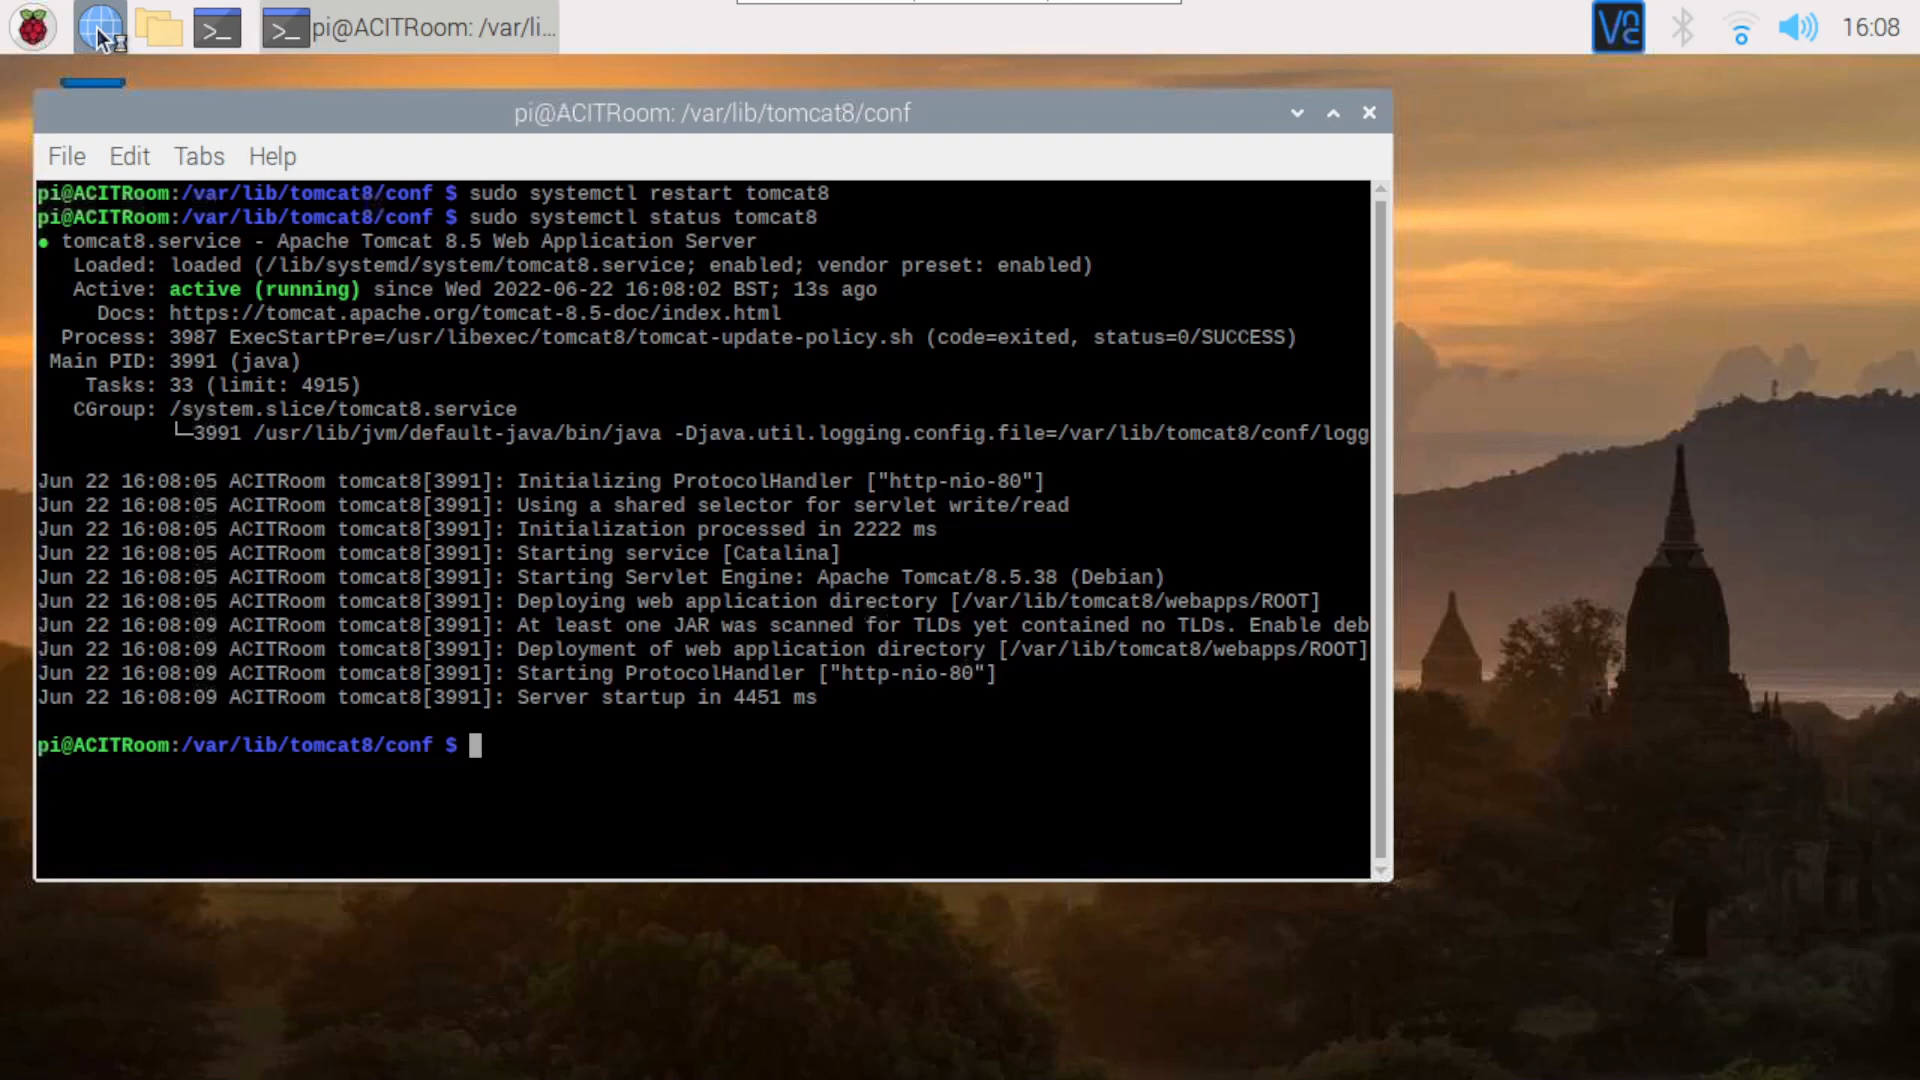 pi@ACITRoom: /var/li...
16:08
pi@ACITRoom: /var/lib/tomcat8/conf
File Edit Tabs Help
pi@ACITRoom:/var/lib/tomcat8/conf $ sudo systemctl restart tomcat8
pi@ACITRoom:/var/lib/tomcat8/conf $ sudo systemctl status tomcat8
● tomcat8.service - Apache Tomcat 8.5 Web Application Server
Loaded: loaded (/lib/systemd/system/tomcat8.service; enabled; vendor preset: enabled)
Active: active (running) since Wed 2022-06-22 16:08:02 BST; 13s ago
Docs: https://tomcat.apache.org/tomcat-8.5-doc/index.html
Process: 3987 ExecStartPre=/usr/libexec/tomcat8/tomcat-update-policy.sh (code=exited, status=0/SUCCESS)
Main PID: 3991 (java)
Tasks: 33 (limit: 4915)
CGroup: /system.slice/tomcat8.service
└─3991 /usr/lib/jvm/default-java/bin/java -Djava.util.logging.config.file=/var/lib/tomcat8/conf/logg
Jun 22 16:08:05 ACITRoom tomcat8[3991]: Initializing ProtocolHandler ["http-nio-80"]
Jun 22 16:08:05 ACITRoom tomcat8[3991]: Using a shared selector for servlet write/read
Jun 22 16:08:05 ACITRoom tomcat8[3991]: Initialization processed in 2222 ms
Jun 22 16:08:05 ACITRoom tomcat8[3991]: Starting service [Catalina]
Jun 22 16:08:05 ACITRoom tomcat8[3991]: Starting Servlet Engine: Apache Tomcat/8.5.38 (Debian)
Jun 22 16:08:05 ACITRoom tomcat8[3991]: Deploying web application directory [/var/lib/tomcat8/webapps/ROOT]
Jun 22 16:08:09 ACITRoom tomcat8[3991]: At least one JAR was scanned for TLDs yet contained no TLDs. Enable deb
Jun 22 16:08:09 ACITRoom tomcat8[3991]: Deployment of web application directory [/var/lib/tomcat8/webapps/ROOT]
Jun 22 16:08:09 ACITRoom tomcat8[3991]: Starting ProtocolHandler ["http-nio-80"]
Jun 22 16:08:09 ACITRoom tomcat8[3991]: Server startup in 4451 ms
pi@ACITRoom:/var/lib/tomcat8/conf $